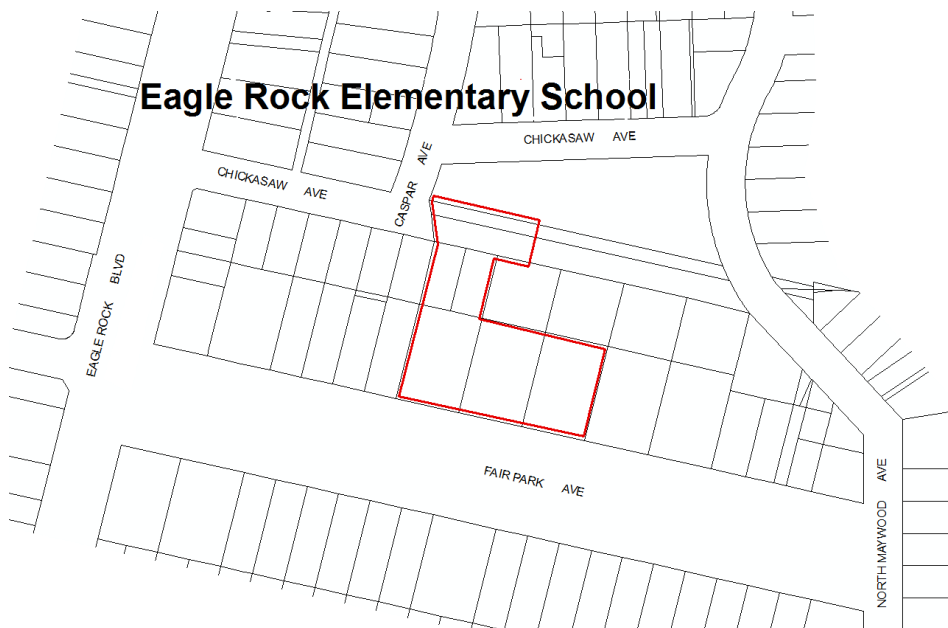 Eagle Rock Elementary School
CHICKASAW AVE
CHICKASAW AVE
CASPAR AVE
EAGLE ROCK BLVD
FAIR PARK AVE
NORTH MAYWOOD AVE